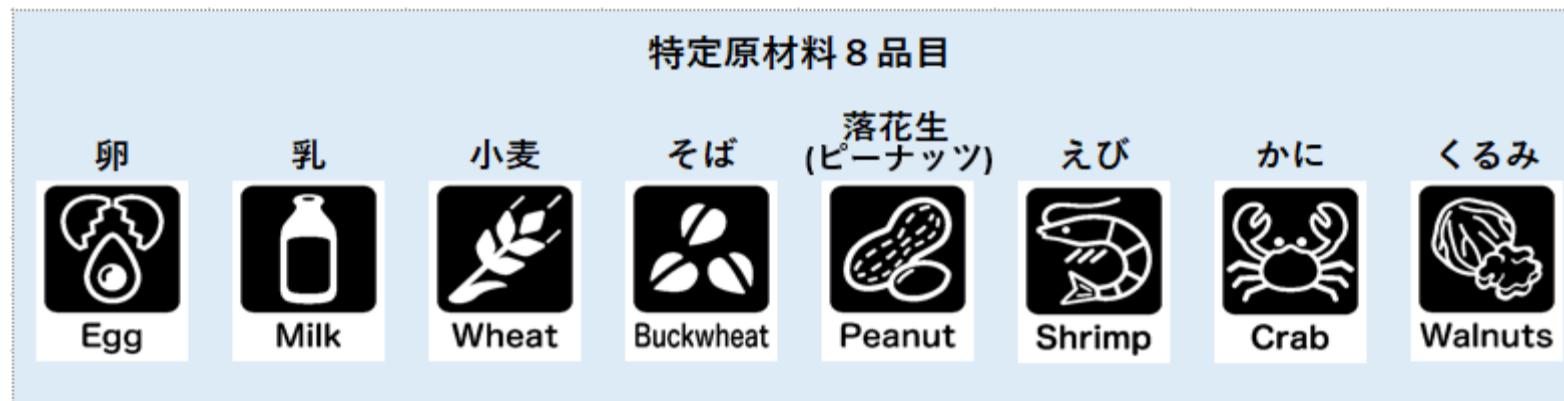 特定原材料８品目
卵 乳 小麦 そば 落花生
(ピーナッツ) えび かに くるみ
Egg Milk Wheat Buckwheat Peanut Shrimp Crab Walnuts